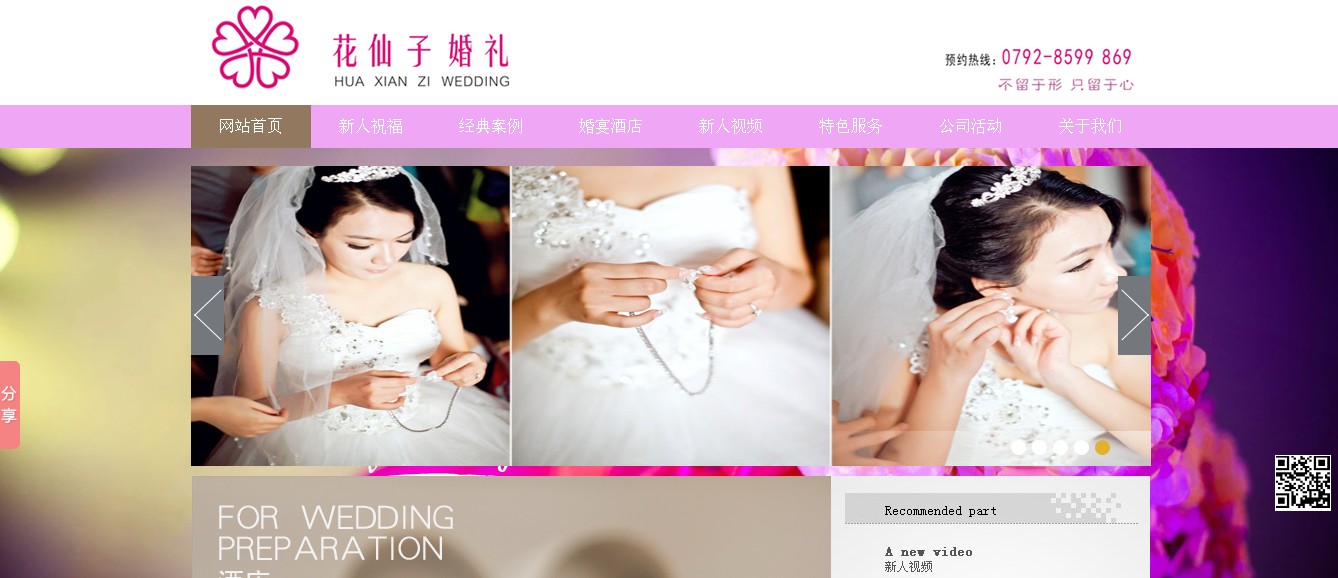 花仙子婚礼
HUA XIAN ZI WEDDING
预约热线：0792-8599 869
不留于形 只留于心
网站首页 新人祝福 经典案例 婚宴酒店 新人视频 特色服务 公司活动 关于我们
分享
FOR WEDDING
PREPARATION
酒店
Recommended part
A new video
新人视频